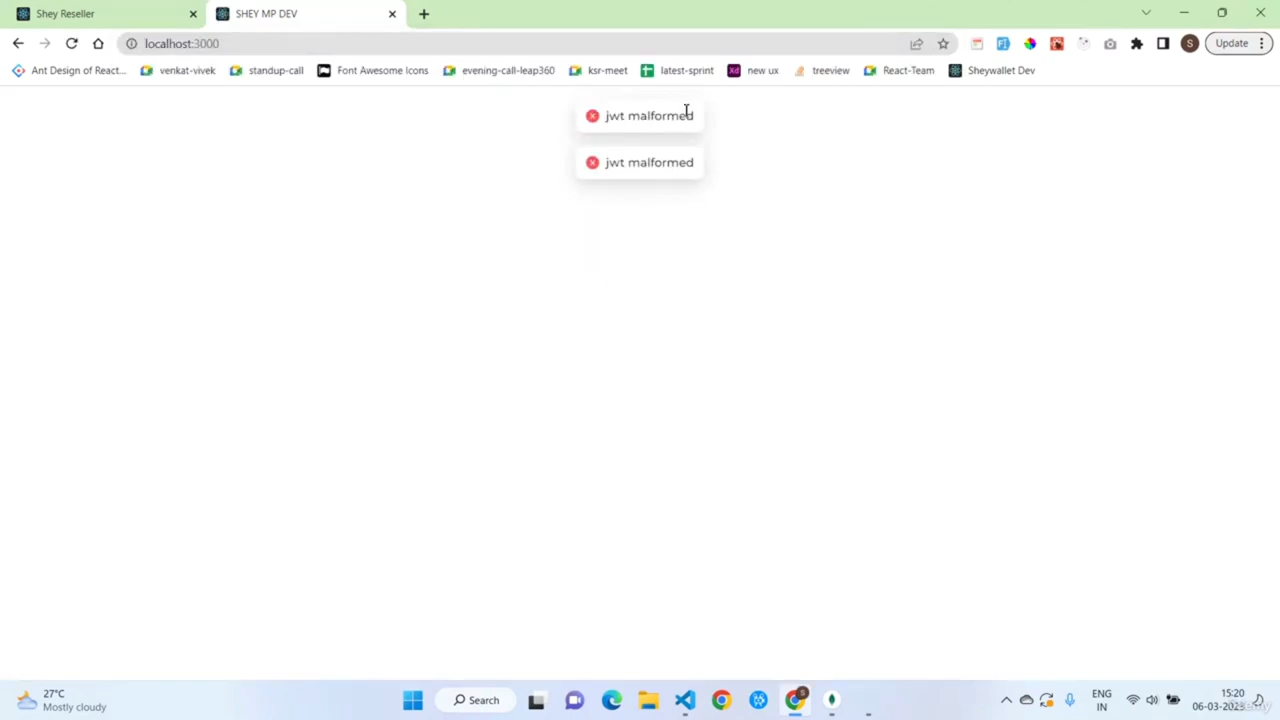 Shey Reseller
SHEY MP DEV
localhost:3000
Update
Ant Design of React...
venkat-vivek
standup-call
Font Awesome Icons
evening-call-leap360
ksr-meet
latest-sprint
Xd
new ux
treeview
React-Team
Sheywallet Dev
jwt malformed
jwt malformed
27°C
Mostly cloudy
Search
ENG
IN
15:20
06-03-2023